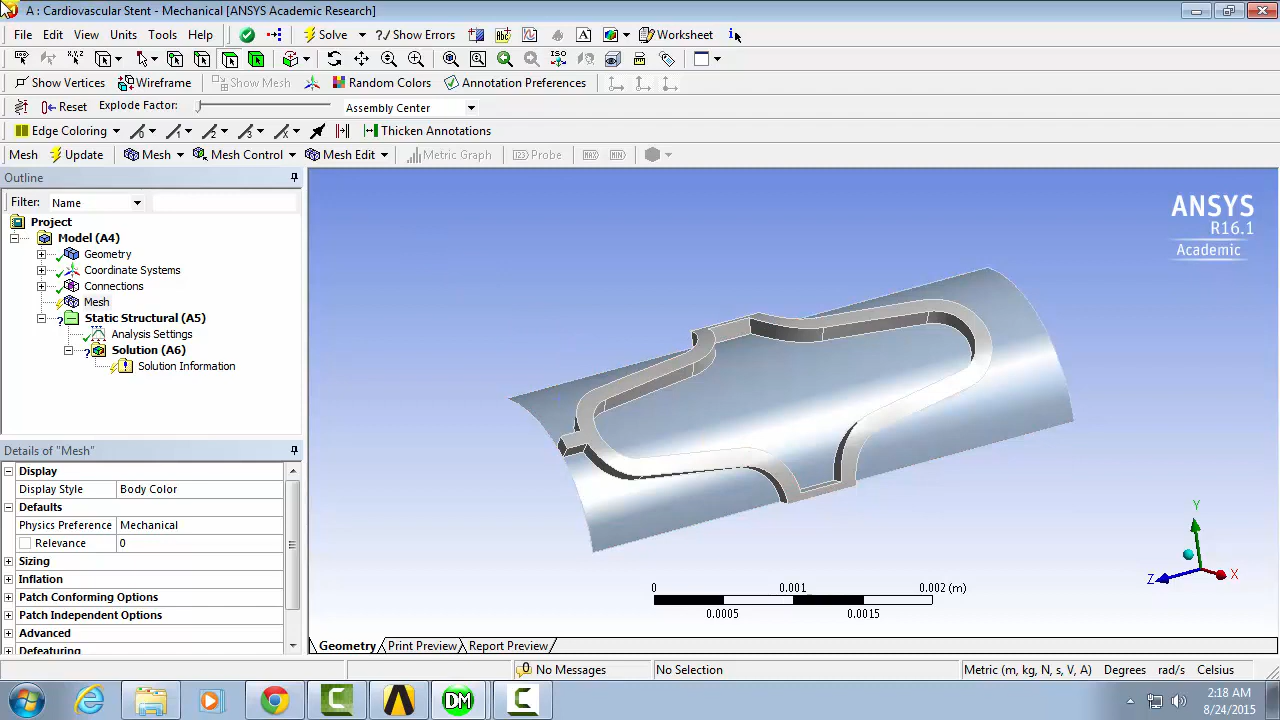 A : Cardiovascular Stent - Mechanical [ANSYS Academic Research]
File Edit View Units Tools Help Solve ?/ Show Errors Worksheet
Show Vertices Wireframe Show Mesh Random Colors Annotation Preferences
Reset Explode Factor: Assembly Center
Edge Coloring Thicken Annotations
Mesh Update Mesh Mesh Control Mesh Edit Metric Graph Probe
Outline
Filter: Name
Project
Model (A4)
Geometry
Coordinate Systems
Connections
Mesh
Static Structural (A5)
Analysis Settings
Solution (A6)
Solution Information
Details of "Mesh"
Display
Display Style Body Color
Defaults
Physics Preference Mechanical
Relevance 0
Sizing
Inflation
Patch Conforming Options
Patch Independent Options
Advanced
Defeaturing
ANSYS
R16.1
Academic
Y
Z
X
0 0.001 0.002 (m)
0.0005 0.0015
Geometry Print Preview Report Preview
0 No Messages No Selection Metric (m, kg, N, s, V, A) Degrees rad/s Celsius
DM
2:18 AM
8/24/2015